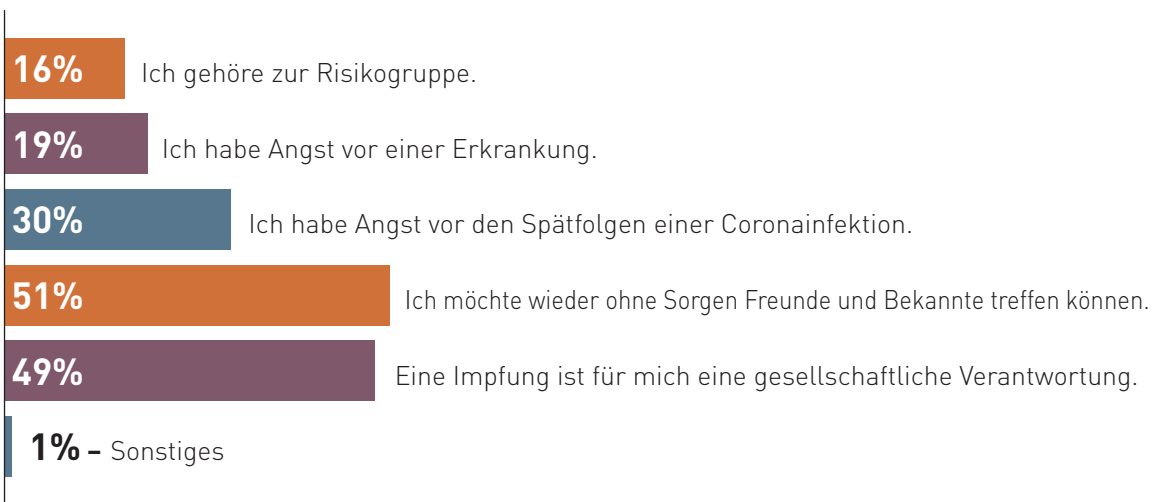 16% Ich gehöre zur Risikogruppe.
19% Ich habe Angst vor einer Erkrankung.
30% Ich habe Angst vor den Spätfolgen einer Coronainfektion.
51% Ich möchte wieder ohne Sorgen Freunde und Bekannte treffen können.
49% Eine Impfung ist für mich eine gesellschaftliche Verantwortung.
1% – Sonstiges